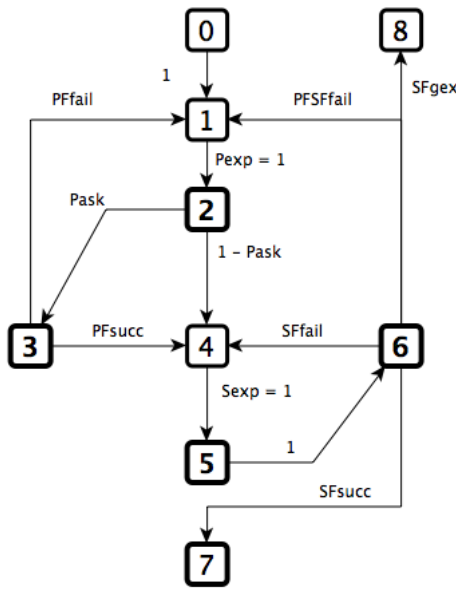 0
8
1
SFgex
PFfail
PFSFfail
1
Pexp = 1
Pask
2
1 – Pask
3
PFsucc
4
SFfail
6
Sexp = 1
5
1
SFsucc
7